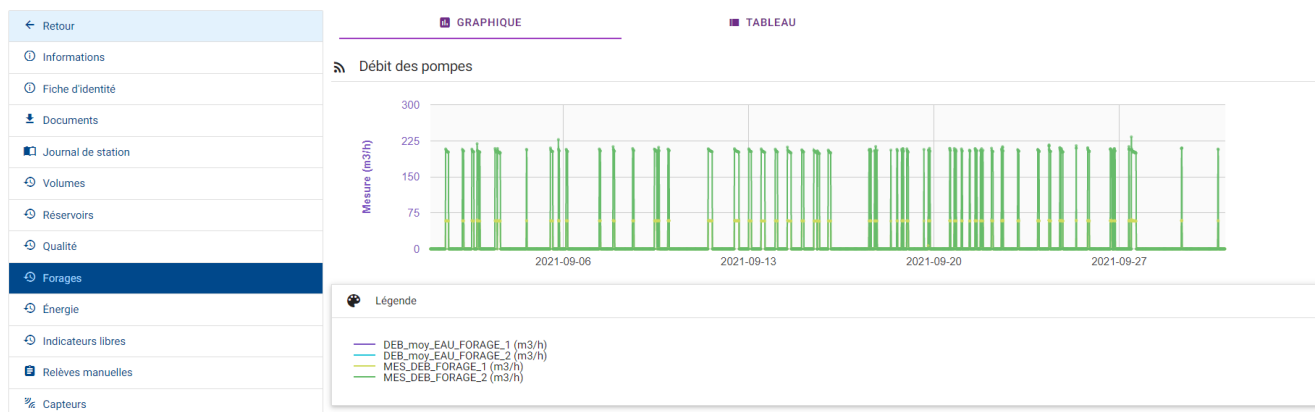 Retour
Informations
Fiche d'identité
Documents
Journal de station
Volumes
Réservoirs
Qualité
Forages
Énergie
Indicateurs libres
Relèves manuelles
Capteurs
GRAPHIQUE TABLEAU
Débit des pompes
Mesure (m3/h)
300
225
150
75
0
2021-09-06 2021-09-13 2021-09-20 2021-09-27
Légende
DEB_moy_EAU_FORAGE_1 (m3/h)
DEB_moy_EAU_FORAGE_2 (m3/h)
MES_DEB_FORAGE_1 (m3/h)
MES_DEB_FORAGE_2 (m3/h)